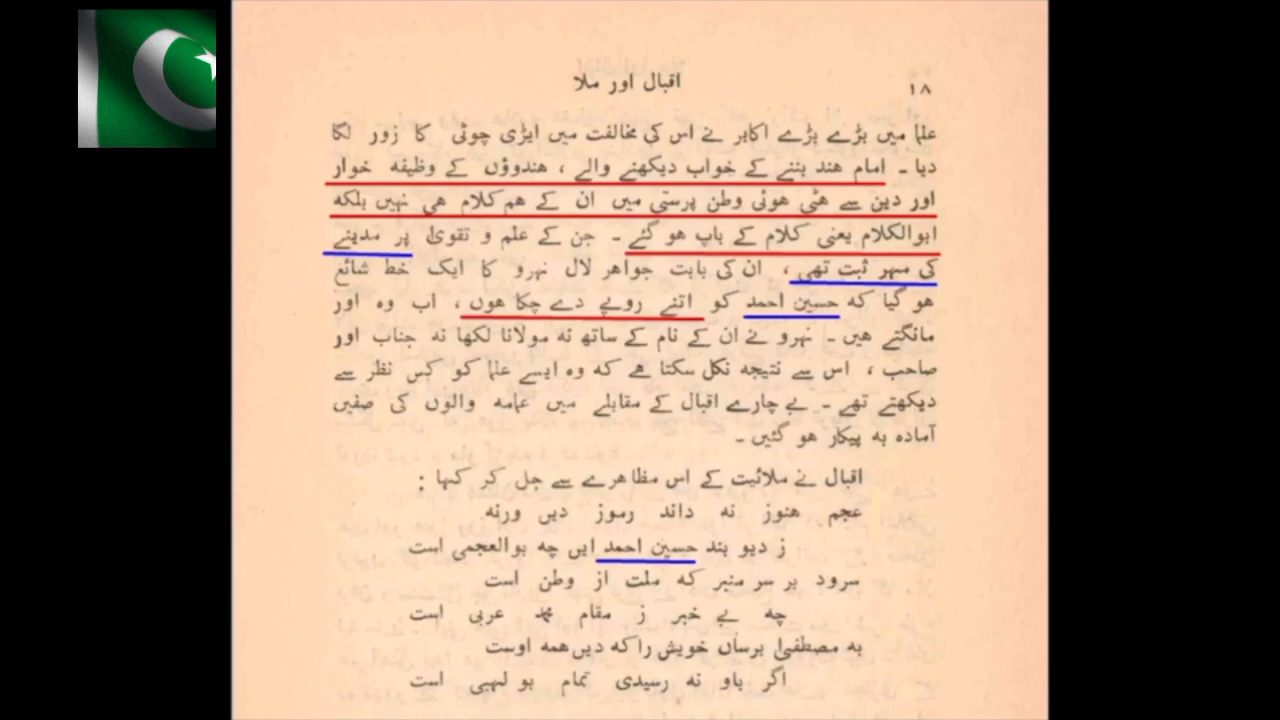 ۱۸
اقبال اور ملا
علما میں بڑے بڑے اکابر نے اس کی مخالفت میں ایڑی چوٹی کا زور لگا
دیا ۔ امام ہند بننے کے خواب دیکھنے والے ، ہندوؤں کے وظیفہ خوار
اور دین سے ہٹی ہوئی وطن پرستی میں ان کے ہم کلام ہی نہیں بلکہ
ابوالکلام یعنی کلام کے باپ ہو گئے ۔ جن کے علم و تقویٰ پر مدینے
کی مہر ثبت تھی ، ان کی بابت جواہر لال نہرو کا ایک خط شائع
ہو گیا کہ حسین احمد کو اتنے روپے دے چکا ہوں ، اب وہ اور
مانگتے ہیں ۔ نہرو نے ان کے نام کے ساتھ نہ مولانا لکھا نہ جناب اور
صاحب ، اس سے نتیجہ نکل سکتا ہے کہ وہ ایسے علما کو کس نظر سے
دیکھتے تھے ۔ بے چارے اقبال کے مقابلے میں عمامہ والوں کی صفیں
آمادہ بہ پیکار ہو گئیں ۔
اقبال نے ملائیت کے اس مظاہرے سے جل کر کہا :
عجم ہنوز نہ داند رموز دیں ورنہ
ز دیو بند حسین احمد ایں چہ بوالعجمی است
سرود بر سر منبر کہ ملت از وطن است
چہ بے خبر ز مقام محمد عربی است
بہ مصطفیٰ برساں خویش را کہ دیں ہمہ اوست
اگر باو نہ رسیدی تمام بو لہبی است